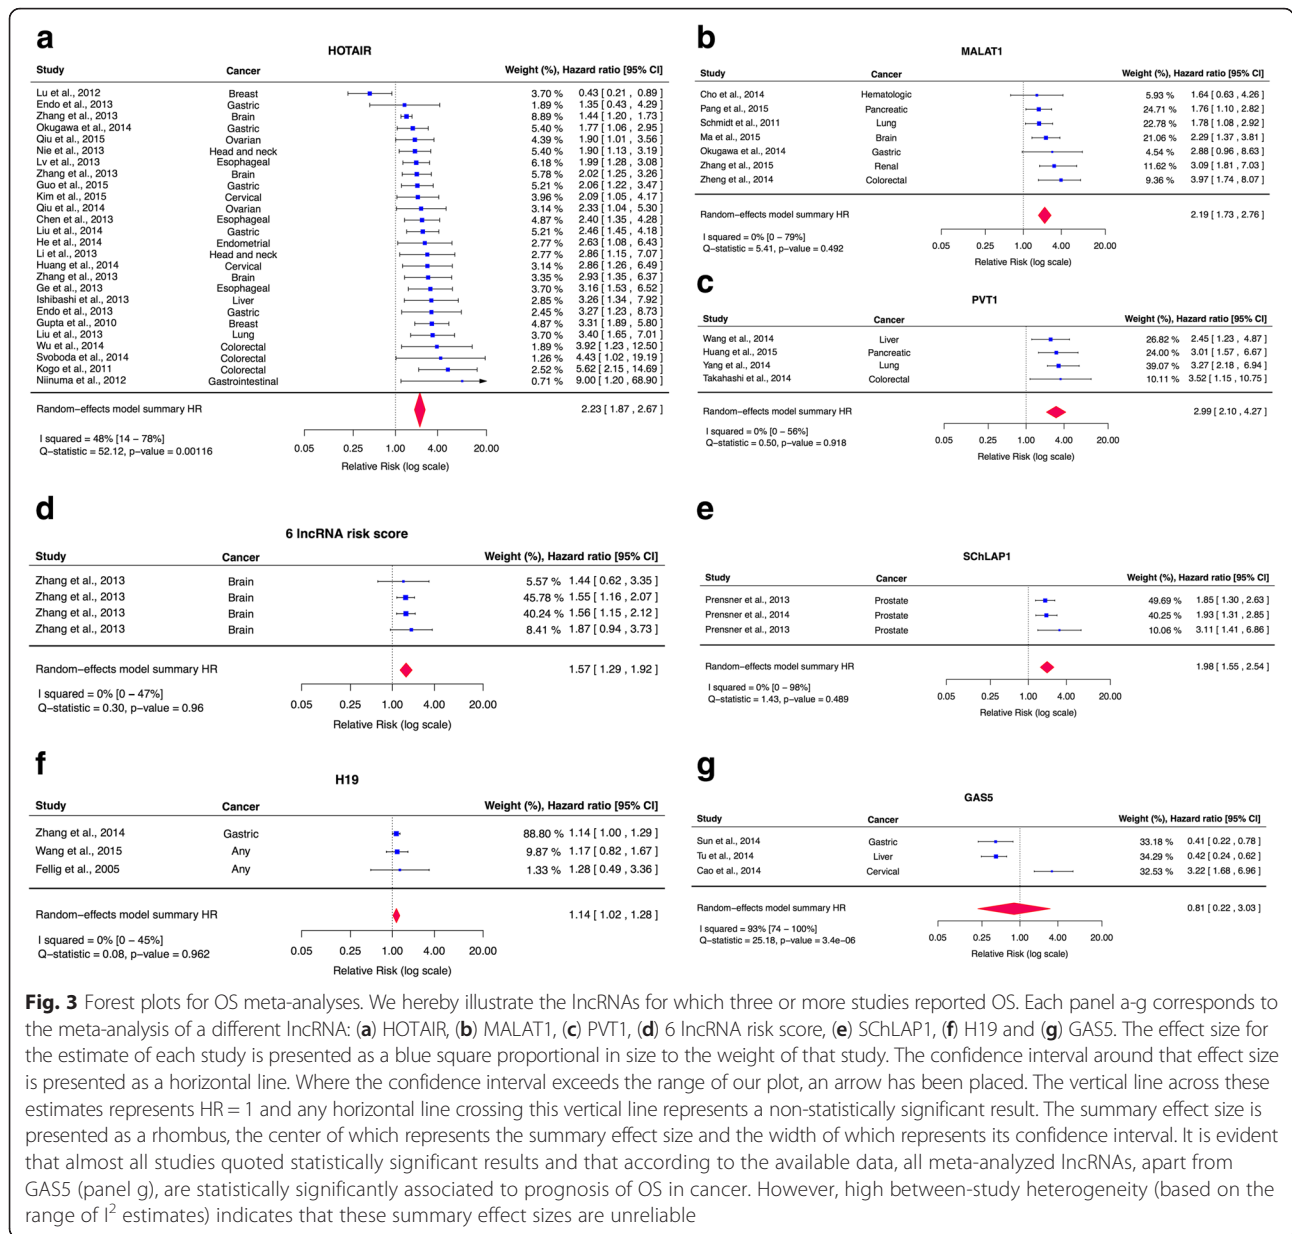 a
HOTAIR
Study Cancer Weight (%), Hazard ratio [95% CI]
Lu et al., 2012 Breast 3.70 % 0.43 [ 0.21 , 0.89 ]
Endo et al., 2013 Gastric 1.89 % 1.35 [ 0.43 , 4.29 ]
Zhang et al., 2013 Brain 8.89 % 1.44 [ 1.20 , 1.73 ]
Okugawa et al., 2014 Gastric 5.40 % 1.77 [ 1.06 , 2.95 ]
Qiu et al., 2015 Ovarian 4.39 % 1.90 [ 1.01 , 3.56 ]
Nie et al., 2013 Head and neck 5.40 % 1.90 [ 1.13 , 3.19 ]
Lv et al., 2013 Esophageal 6.18 % 1.99 [ 1.28 , 3.08 ]
Zhang et al., 2013 Brain 5.78 % 2.02 [ 1.25 , 3.26 ]
Guo et al., 2015 Gastric 5.21 % 2.06 [ 1.22 , 3.47 ]
Kim et al., 2015 Cervical 3.96 % 2.09 [ 1.05 , 4.17 ]
Qiu et al., 2014 Ovarian 3.14 % 2.33 [ 1.04 , 5.30 ]
Chen et al., 2013 Esophageal 4.87 % 2.40 [ 1.35 , 4.28 ]
Liu et al., 2014 Gastric 5.21 % 2.46 [ 1.45 , 4.18 ]
He et al., 2014 Endometrial 2.77 % 2.63 [ 1.08 , 6.43 ]
Li et al., 2013 Head and neck 2.77 % 2.86 [ 1.15 , 7.07 ]
Huang et al., 2014 Cervical 3.14 % 2.86 [ 1.26 , 6.49 ]
Zhang et al., 2013 Brain 3.35 % 2.93 [ 1.35 , 6.37 ]
Ge et al., 2013 Esophageal 3.70 % 3.16 [ 1.53 , 6.52 ]
Ishibashi et al., 2013 Liver 2.85 % 3.26 [ 1.34 , 7.92 ]
Endo et al., 2013 Gastric 2.45 % 3.27 [ 1.23 , 8.73 ]
Gupta et al., 2010 Breast 4.87 % 3.31 [ 1.89 , 5.80 ]
Liu et al., 2013 Lung 3.70 % 3.40 [ 1.65 , 7.01 ]
Wu et al., 2014 Colorectal 1.89 % 3.92 [ 1.23 , 12.50 ]
Svoboda et al., 2014 Colorectal 1.26 % 4.43 [ 1.02 , 19.19 ]
Kogo et al., 2011 Colorectal 2.52 % 5.62 [ 2.15 , 14.69 ]
Niinuma et al., 2012 Gastrointestinal 0.71 % 9.00 [ 1.20 , 68.90 ]
Random−effects model summary HR 2.23 [ 1.87 , 2.67 ]
I squared = 48% [14 − 78%]
Q−statistic = 52.12, p−value = 0.00116
0.05 0.25 1.00 4.00 20.00
Relative Risk (log scale)
b
MALAT1
Study Cancer Weight (%), Hazard ratio [95% CI]
Cho et al., 2014 Hematologic 5.93 % 1.64 [ 0.63 , 4.26 ]
Pang et al., 2015 Pancreatic 24.71 % 1.76 [ 1.10 , 2.82 ]
Schmidt et al., 2011 Lung 22.78 % 1.78 [ 1.08 , 2.92 ]
Ma et al., 2015 Brain 21.06 % 2.29 [ 1.37 , 3.81 ]
Okugawa et al., 2014 Gastric 4.54 % 2.88 [ 0.96 , 8.63 ]
Zhang et al., 2015 Renal 11.62 % 3.09 [ 1.81 , 7.03 ]
Zheng et al., 2014 Colorectal 9.36 % 3.97 [ 1.74 , 8.07 ]
Random−effects model summary HR 2.19 [ 1.73 , 2.76 ]
I squared = 0% [0 − 79%]
Q−statistic = 5.41, p−value = 0.492
0.05 0.25 1.00 4.00 20.00
Relative Risk (log scale)
c
PVT1
Study Cancer Weight (%), Hazard ratio [95% CI]
Wang et al., 2014 Liver 26.82 % 2.45 [ 1.23 , 4.87 ]
Huang et al., 2015 Pancreatic 24.00 % 3.01 [ 1.57 , 6.67 ]
Yang et al., 2014 Lung 39.07 % 3.27 [ 2.18 , 6.94 ]
Takahashi et al., 2014 Colorectal 10.11 % 3.52 [ 1.15 , 10.75 ]
Random−effects model summary HR 2.99 [ 2.10 , 4.27 ]
I squared = 0% [0 − 56%]
Q−statistic = 0.50, p−value = 0.918
0.05 0.25 1.00 4.00 20.00
Relative Risk (log scale)
d
6 lncRNA risk score
Study Cancer Weight (%), Hazard ratio [95% CI]
Zhang et al., 2013 Brain 5.57 % 1.44 [ 0.62 , 3.35 ]
Zhang et al., 2013 Brain 45.78 % 1.55 [ 1.16 , 2.07 ]
Zhang et al., 2013 Brain 40.24 % 1.56 [ 1.15 , 2.12 ]
Zhang et al., 2013 Brain 8.41 % 1.87 [ 0.94 , 3.73 ]
Random−effects model summary HR 1.57 [ 1.29 , 1.92 ]
I squared = 0% [0 − 47%]
Q−statistic = 0.30, p−value = 0.96
0.05 0.25 1.00 4.00 20.00
Relative Risk (log scale)
e
SChLAP1
Study Cancer Weight (%), Hazard ratio [95% CI]
Prensner et al., 2013 Prostate 49.69 % 1.85 [ 1.30 , 2.63 ]
Prensner et al., 2014 Prostate 40.25 % 1.93 [ 1.31 , 2.85 ]
Prensner et al., 2013 Prostate 10.06 % 3.11 [ 1.41 , 6.86 ]
Random−effects model summary HR 1.98 [ 1.55 , 2.54 ]
I squared = 0% [0 − 98%]
Q−statistic = 1.43, p−value = 0.489
0.05 0.25 1.00 4.00 20.00
Relative Risk (log scale)
f
H19
Study Cancer Weight (%), Hazard ratio [95% CI]
Zhang et al., 2014 Gastric 88.80 % 1.14 [ 1.00 , 1.29 ]
Wang et al., 2015 Any 9.87 % 1.17 [ 0.82 , 1.67 ]
Fellig et al., 2005 Any 1.33 % 1.28 [ 0.49 , 3.36 ]
Random−effects model summary HR 1.14 [ 1.02 , 1.28 ]
I squared = 0% [0 − 45%]
Q−statistic = 0.08, p−value = 0.962
0.05 0.25 1.00 4.00 20.00
Relative Risk (log scale)
g
GAS5
Study Cancer Weight (%), Hazard ratio [95% CI]
Sun et al., 2014 Gastric 33.18 % 0.41 [ 0.22 , 0.78 ]
Tu et al., 2014 Liver 34.29 % 0.42 [ 0.24 , 0.62 ]
Cao et al., 2014 Cervical 32.53 % 3.22 [ 1.68 , 6.96 ]
Random−effects model summary HR 0.81 [ 0.22 , 3.03 ]
I squared = 93% [74 − 100%]
Q−statistic = 25.18, p−value = 3.4e−06
0.05 0.25 1.00 4.00 20.00
Relative Risk (log scale)
Fig. 3 Forest plots for OS meta-analyses. We hereby illustrate the lncRNAs for which three or more studies reported OS. Each panel a-g corresponds to
the meta-analysis of a different lncRNA: (a) HOTAIR, (b) MALAT1, (c) PVT1, (d) 6 lncRNA risk score, (e) SChLAP1, (f) H19 and (g) GAS5. The effect size for
the estimate of each study is presented as a blue square proportional in size to the weight of that study. The confidence interval around that effect size
is presented as a horizontal line. Where the confidence interval exceeds the range of our plot, an arrow has been placed. The vertical line across these
estimates represents HR = 1 and any horizontal line crossing this vertical line represents a non-statistically significant result. The summary effect size is
presented as a rhombus, the center of which represents the summary effect size and the width of which represents its confidence interval. It is evident
that almost all studies quoted statistically significant results and that according to the available data, all meta-analyzed lncRNAs, apart from
GAS5 (panel g), are statistically significantly associated to prognosis of OS in cancer. However, high between-study heterogeneity (based on the
range of I² estimates) indicates that these summary effect sizes are unreliable